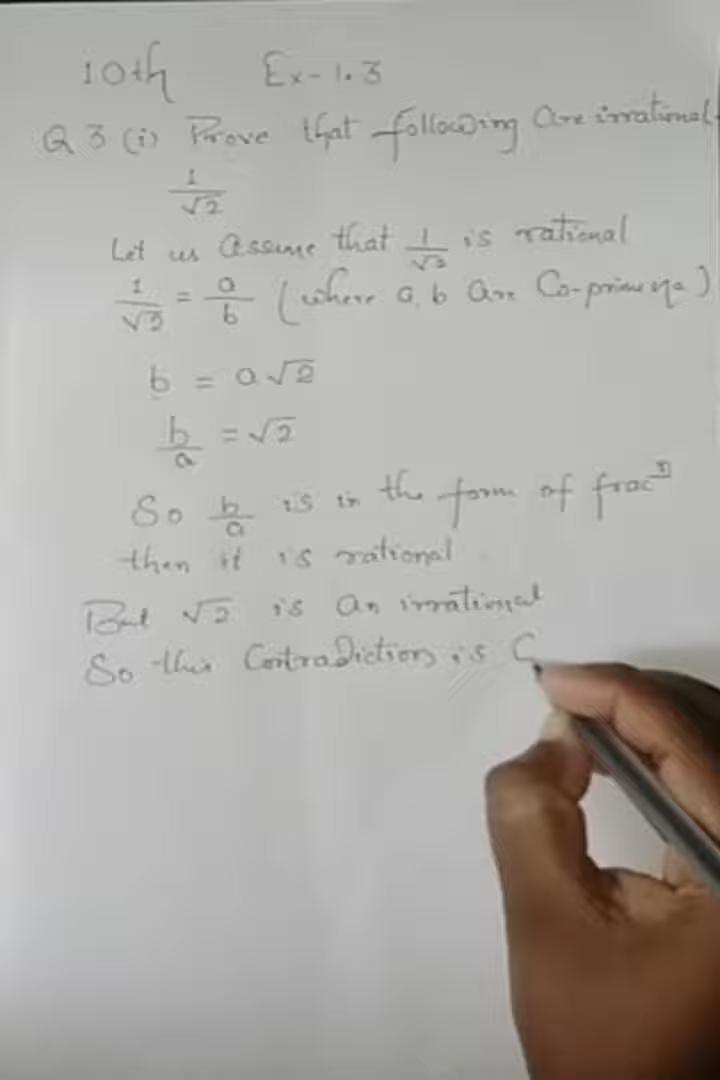 10th Ex-1.3
Q 3 (i) Prove that following are irrational.
1/√2
Let us assume that 1/√2 is rational
1/√2 = a/b (where a, b are Co-prime
b = a√2
b/a = √2
So b/a is in the form of fracⁿ
then it is rational
But √2 is an irrational
So this Contradiction is C